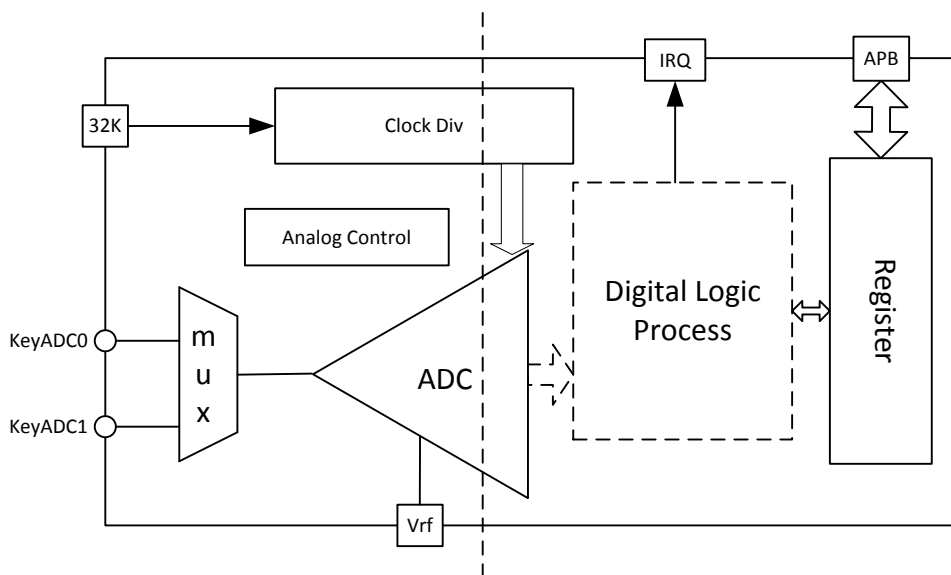 IRQ
APB
32K
Clock Div
Analog Control
Digital Logic
Process
Register
KeyADC0
KeyADC1
m
u
x
ADC
Vrf